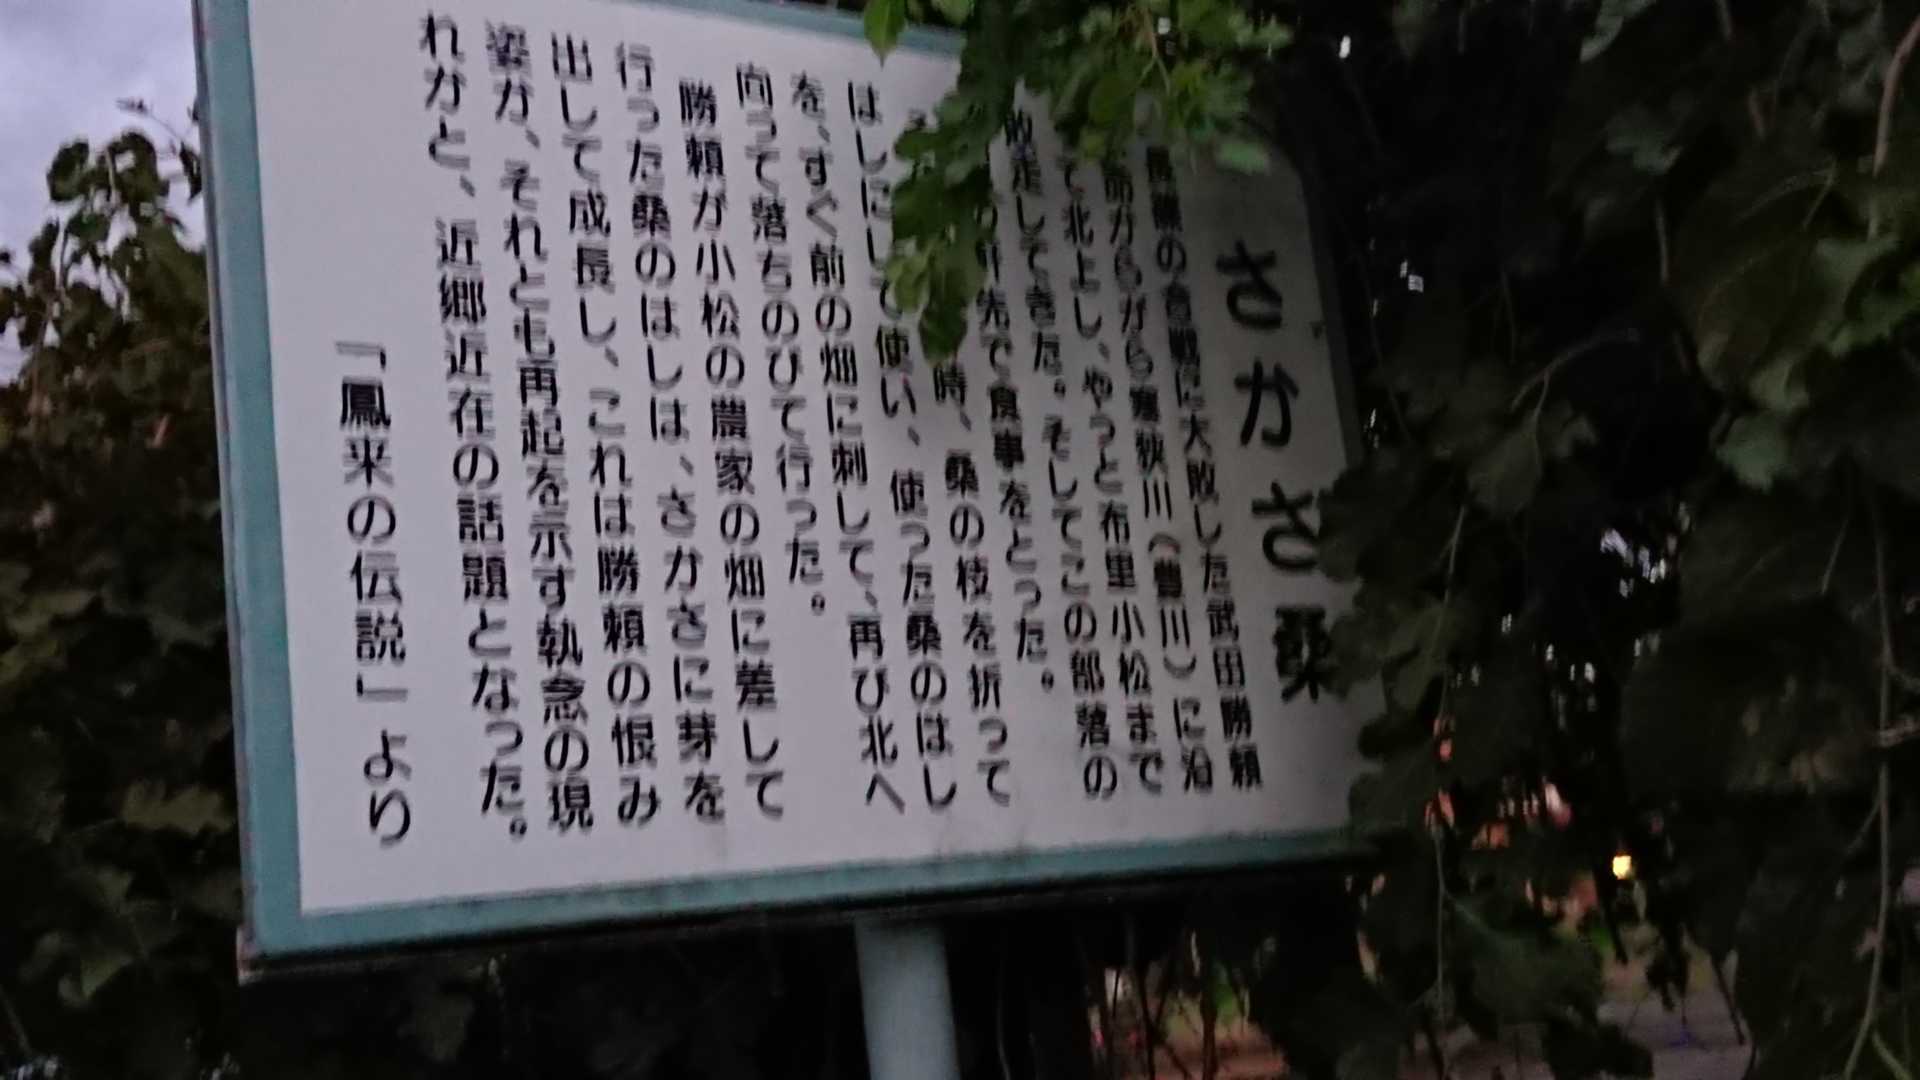 さかさ桑
長篠の合戦に大敗した武田勝頼
命からがら寒狭川（豊川）に沿
て北上し、やっと布里小松まで
敗走してきた。そしてこの部落の
軒先で食事をとった。
時、桑の枝を折って
はしにして使い、使った桑のはし
を、すぐ前の畑に刺して、再び北へ
向って落ちのびて行った。
勝頼が小松の農家の畑に差して
行った桑のはしは、さかさに芽を
出して成長し、これは勝頼の恨み
姿か、それとも再起を示す執念の現
れかと、近郷近在の話題となった。
「鳳来の伝説」より